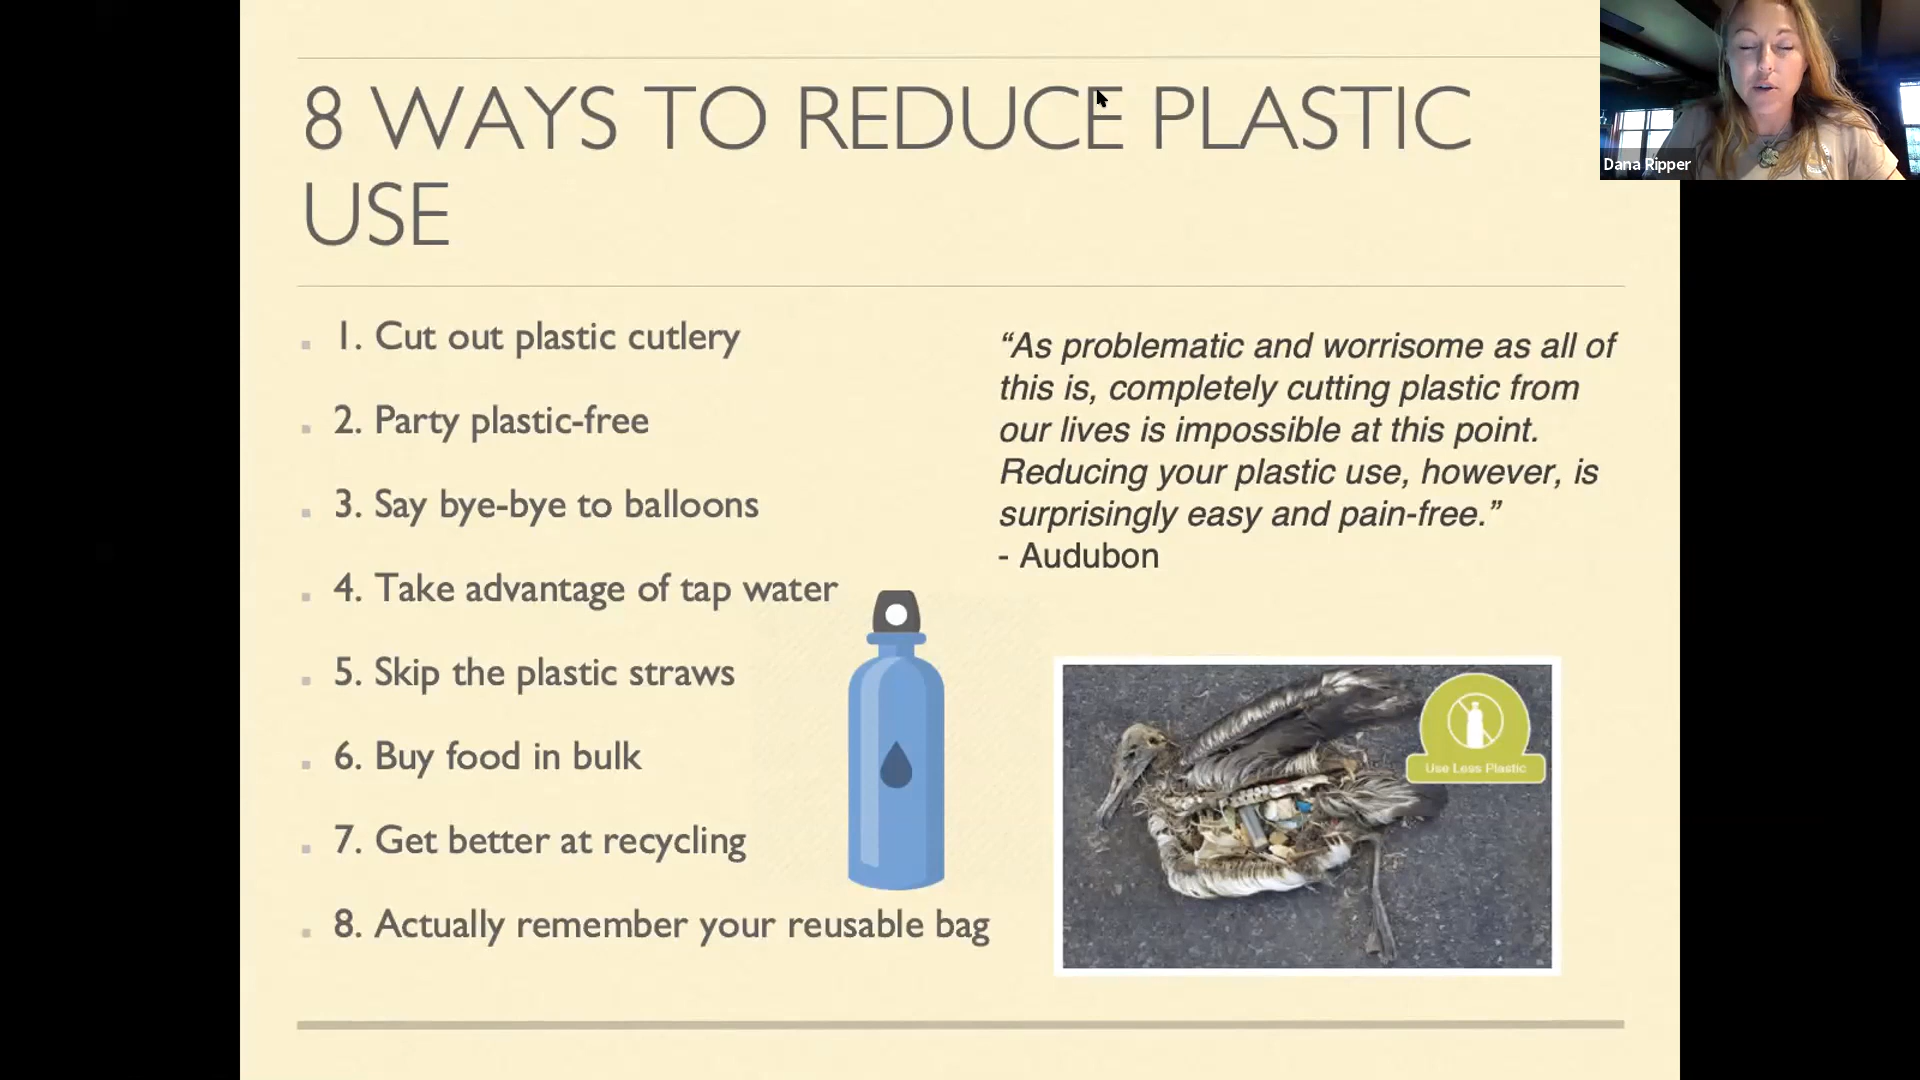 8 WAYS TO REDUCE PLASTIC
USE
Dana Ripper
1. Cut out plastic cutlery
2. Party plastic-free
3. Say bye-bye to balloons
4. Take advantage of tap water
5. Skip the plastic straws
6. Buy food in bulk
7. Get better at recycling
8. Actually remember your reusable bag
“As problematic and worrisome as all of
this is, completely cutting plastic from
our lives is impossible at this point.
Reducing your plastic use, however, is
surprisingly easy and pain-free.”
- Audubon
Use Less Plastic